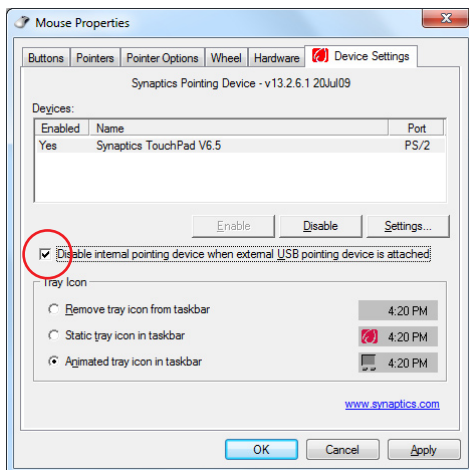 Mouse Properties
Buttons Pointers Pointer Options Wheel Hardware Device Settings
Synaptics Pointing Device - v13.2.6.1 20Jul09
Devices:
Enabled Name Port
Yes Synaptics TouchPad V6.5 PS/2
Enable Disable Settings...
Disable internal pointing device when external USB pointing device is attached
Tray Icon
Remove tray icon from taskbar 4:20 PM
Static tray icon in taskbar 4:20 PM
Animated tray icon in taskbar 4:20 PM
www.synaptics.com
OK Cancel Apply